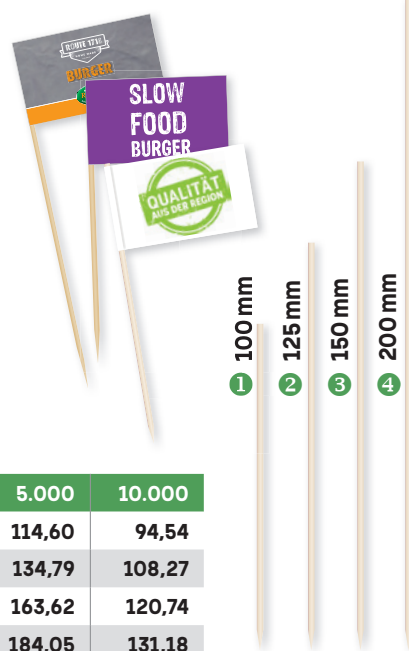 ROUTE 1718
BURGER
SLOW
FOOD
BURGER
QUALITÄT
AUS DER REGION
1 100 mm
2 125 mm
3 150 mm
4 200 mm
5.000 10.000
114,60 94,54
134,79 108,27
163,62 120,74
184,05 131,18